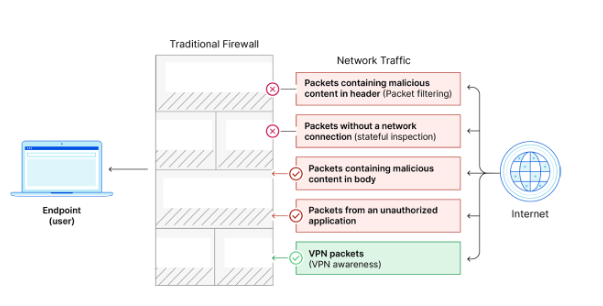 Traditional Firewall
Network Traffic
Packets containing malicious
content in header (Packet filtering)
Packets without a network
connection (stateful inspection)
Packets containing malicious
content in body
Packets from an unauthorized
application
VPN packets
(VPN awareness)
Endpoint
(user)
Internet